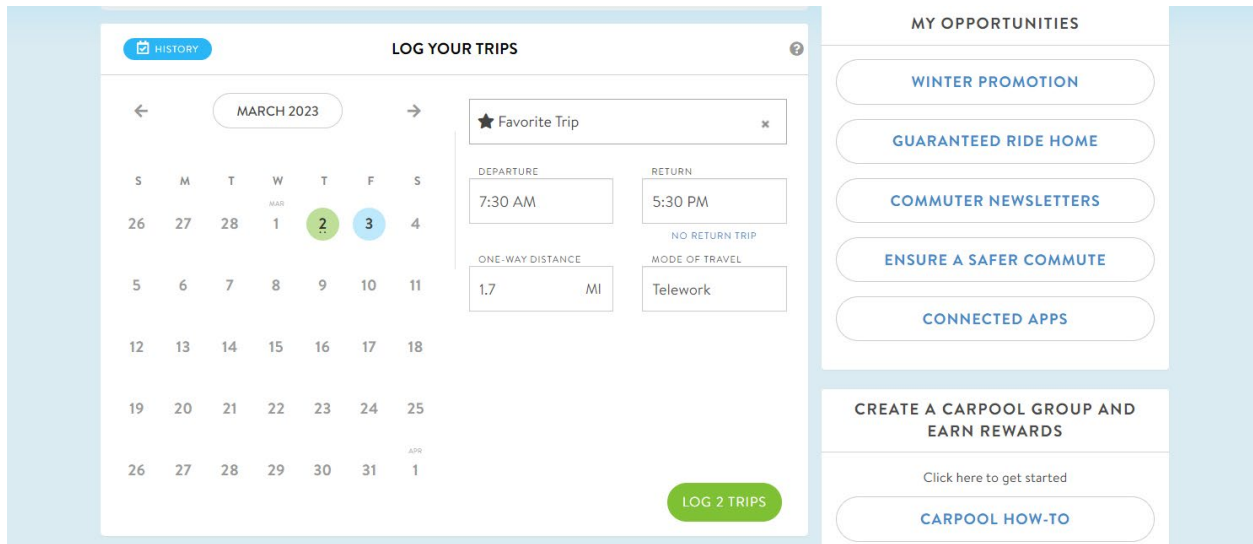 HISTORY
LOG YOUR TRIPS
MARCH 2023
S M T W T F S
MAR
26 27 28 1 2 3 4
5 6 7 8 9 10 11
12 13 14 15 16 17 18
19 20 21 22 23 24 25
APR
26 27 28 29 30 31 1
Favorite Trip
DEPARTURE
7:30 AM
RETURN
5:30 PM
NO RETURN TRIP
ONE-WAY DISTANCE
1.7 MI
MODE OF TRAVEL
Telework
LOG 2 TRIPS
MY OPPORTUNITIES
WINTER PROMOTION
GUARANTEED RIDE HOME
COMMUTER NEWSLETTERS
ENSURE A SAFER COMMUTE
CONNECTED APPS
CREATE A CARPOOL GROUP AND
EARN REWARDS
Click here to get started
CARPOOL HOW-TO